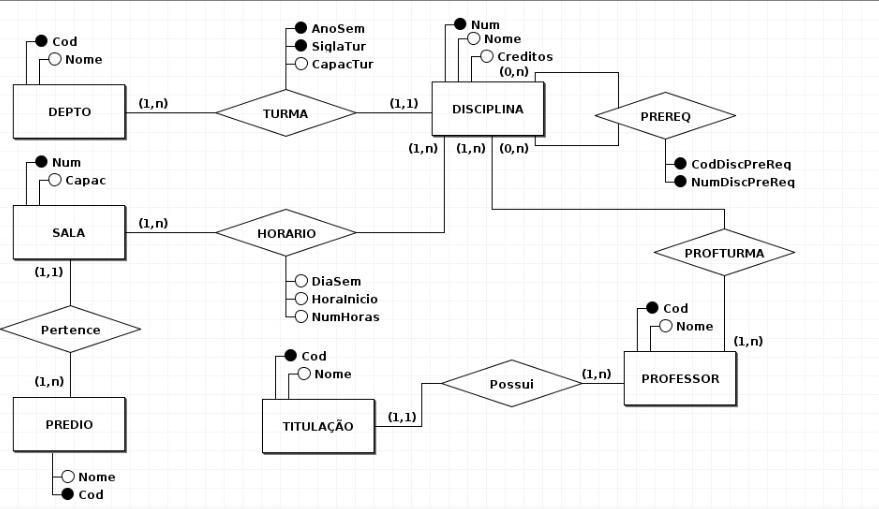 Num
AnoSem
Nome
Cod
SiglaTur
Nome
CapacTur
Creditos
(0,n)
(1,n)
(1,1)
DEPTO
TURMA
DISCIPLINA
PREREQ
(1,n)
(1,n)
(0,n)
Num
CodDiscPreReq
Capac
NumDiscPreReq
(1,n)
SALA
HORARIO
PROFTURMA
(1,1)
DiaSem
HoraInicio
NumHoras
Cod
Nome
Pertence
(1,n)
Cod
Nome
(1,n)
(1,n)
Possui
PROFESSOR
(1,1)
PREDIO
TITULAÇÃO
Nome
Cod